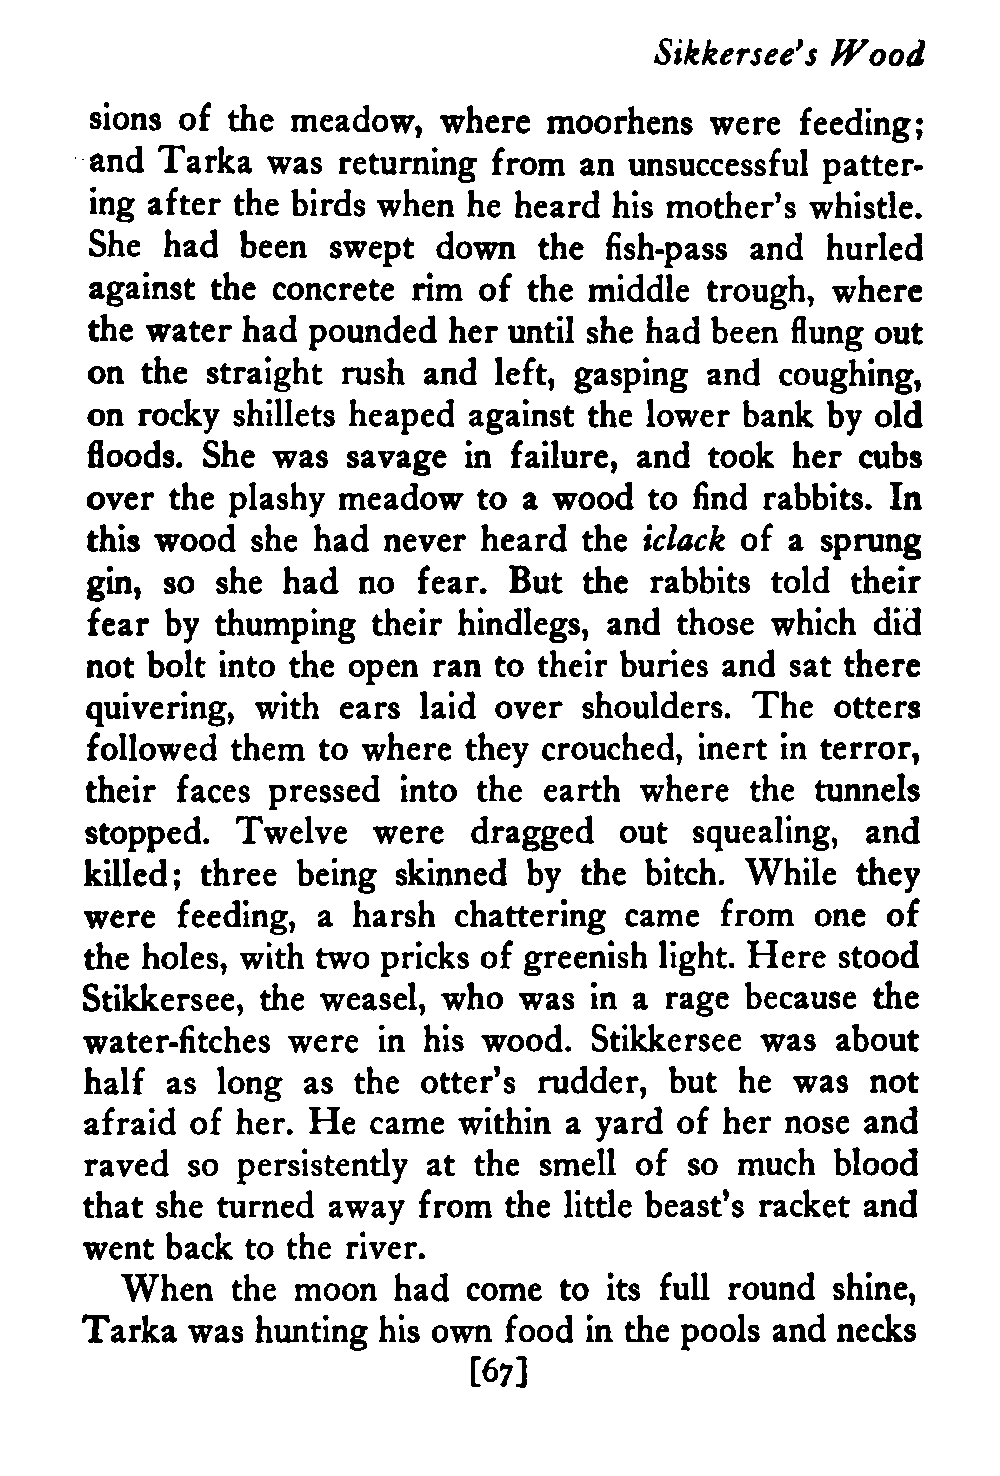 Sikkersee's Wood
sions of the meadow, where moorhens were feeding;
and Tarka was returning from an unsuccessful patter-
ing after the birds when he heard his mother's whistle.
She had been swept down the fish-pass and hurled
against the concrete rim of the middle trough, where
the water had pounded her until she had been flung out
on the straight rush and left, gasping and coughing,
on rocky shillets heaped against the lower bank by old
floods. She was savage in failure, and took her cubs
over the plashy meadow to a wood to find rabbits. In
this wood she had never heard the iclack of a sprung
gin, so she had no fear. But the rabbits told their
fear by thumping their hindlegs, and those which did
not bolt into the open ran to their buries and sat there
quivering, with ears laid over shoulders. The otters
followed them to where they crouched, inert in terror,
their faces pressed into the earth where the tunnels
stopped. Twelve were dragged out squealing, and
killed; three being skinned by the bitch. While they
were feeding, a harsh chattering came from one of
the holes, with two pricks of greenish light. Here stood
Stikkersee, the weasel, who was in a rage because the
water-fitches were in his wood. Stikkersee was about
half as long as the otter's rudder, but he was not
afraid of her. He came within a yard of her nose and
raved so persistently at the smell of so much blood
that she turned away from the little beast's racket and
went back to the river.
When the moon had come to its full round shine,
Tarka was hunting his own food in the pools and necks
[67]